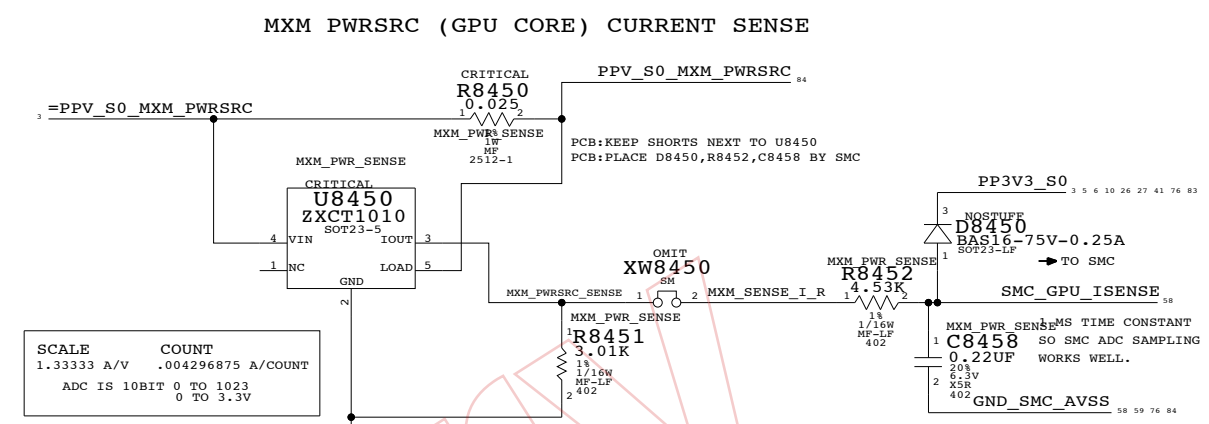 MXM PWRSRC (GPU CORE) CURRENT SENSE
CRITICAL
R8450
0.025
1 2
MXM_PWR_SENSE
1%
1W
MF
2512-1
PPV_S0_MXM_PWRSRC 84
3 =PPV_S0_MXM_PWRSRC
PCB:KEEP SHORTS NEXT TO U8450
PCB:PLACE D8450,R8452,C8458 BY SMC
MXM_PWR_SENSE
CRITICAL
U8450
ZXCT1010
SOT23-5
4 VIN IOUT 3
1 NC LOAD 5
GND
2
PP3V3_S0 3 5 6 10 26 27 41 76 83
3
NOSTUFF
D8450
BAS16-75V-0.25A
SOT23-LF
1
TO SMC
OMIT
XW8450
SM
MXM_PWRSRC_SENSE 1 2 MXM_SENSE_I_R
MXM_PWR_SENSE
R8452
4.53K
1 2
1%
1/16W
MF-LF
402
SMC_GPU_ISENSE 58
MXM_PWR_SENSE
1 R8451
3.01K
1%
1/16W
MF-LF
402
2
MXM_PWR_SENSE
1 C8458
0.22UF
20%
6.3V
2 X5R
402
1 MS TIME CONSTANT
SO SMC ADC SAMPLING
WORKS WELL.
GND_SMC_AVSS 58 59 76 84
SCALE COUNT
1.33333 A/V .004296875 A/COUNT
ADC IS 10BIT 0 TO 1023
0 TO 3.3V